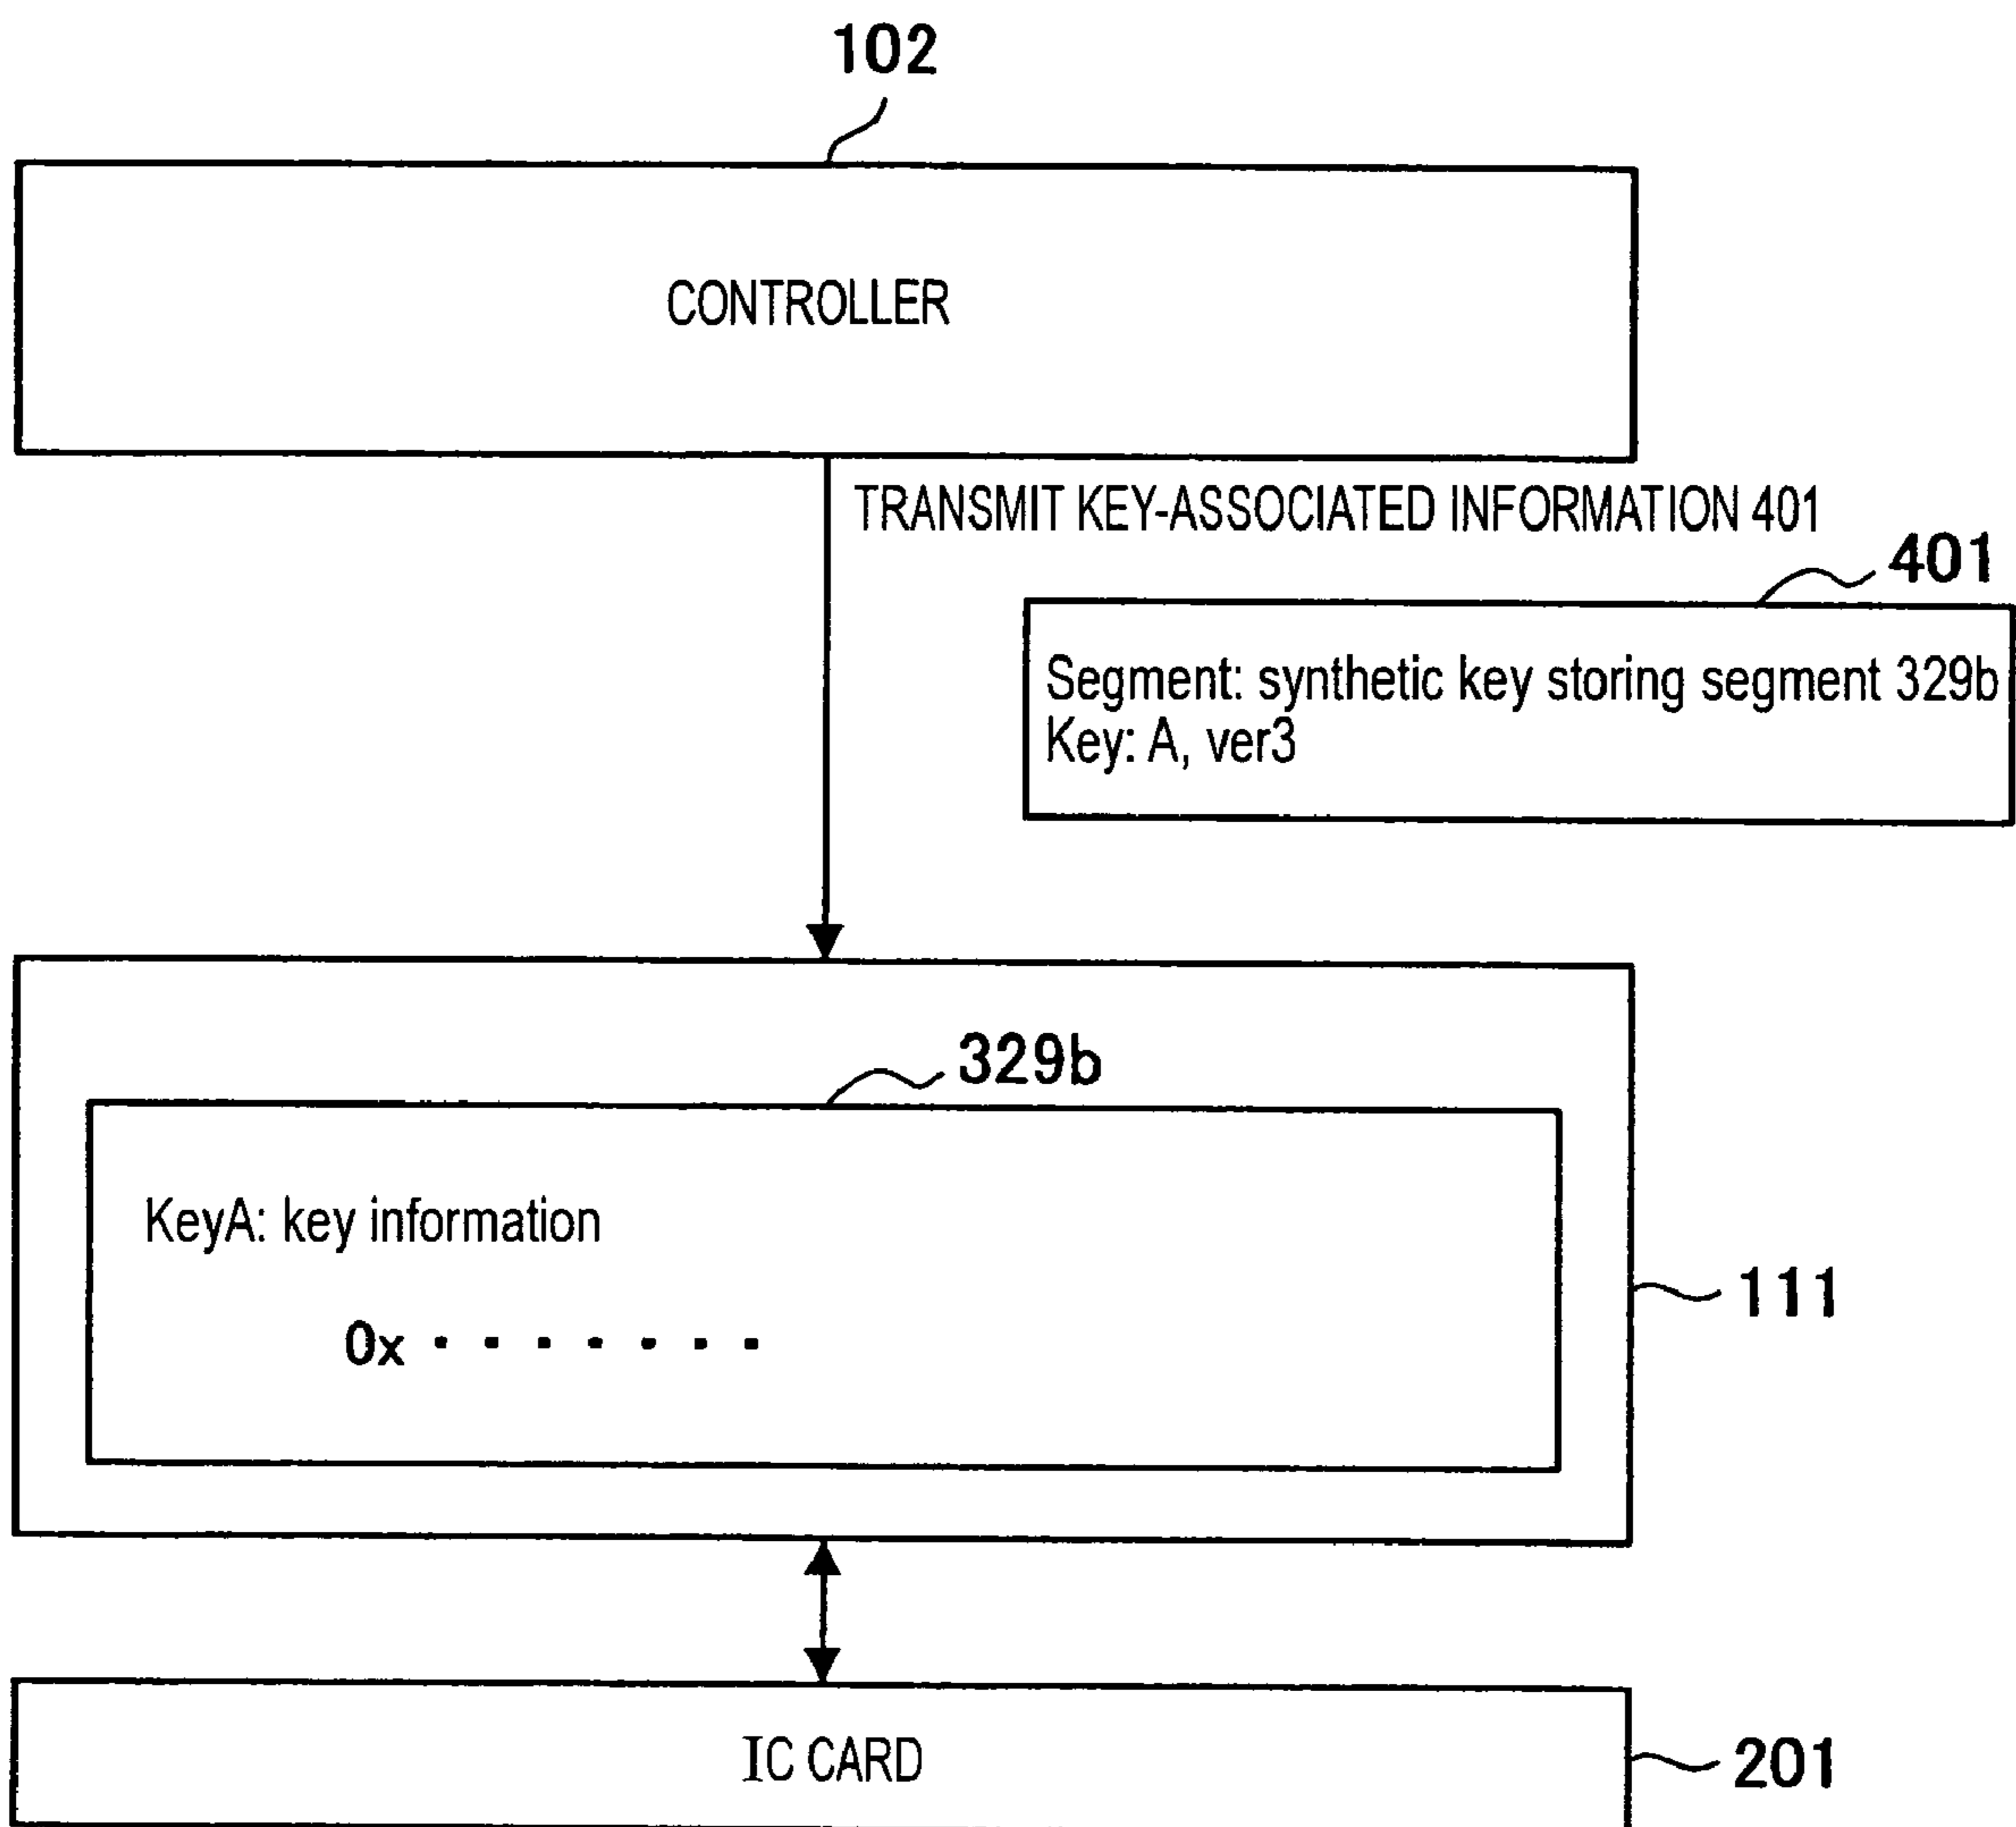 102
CONTROLLER
TRANSMIT KEY-ASSOCIATED INFORMATION 401
401
Segment: synthetic key storing segment 329b
Key: A, ver3
329b
KeyA: key information
0x · · · · · · ·
111
IC CARD
201